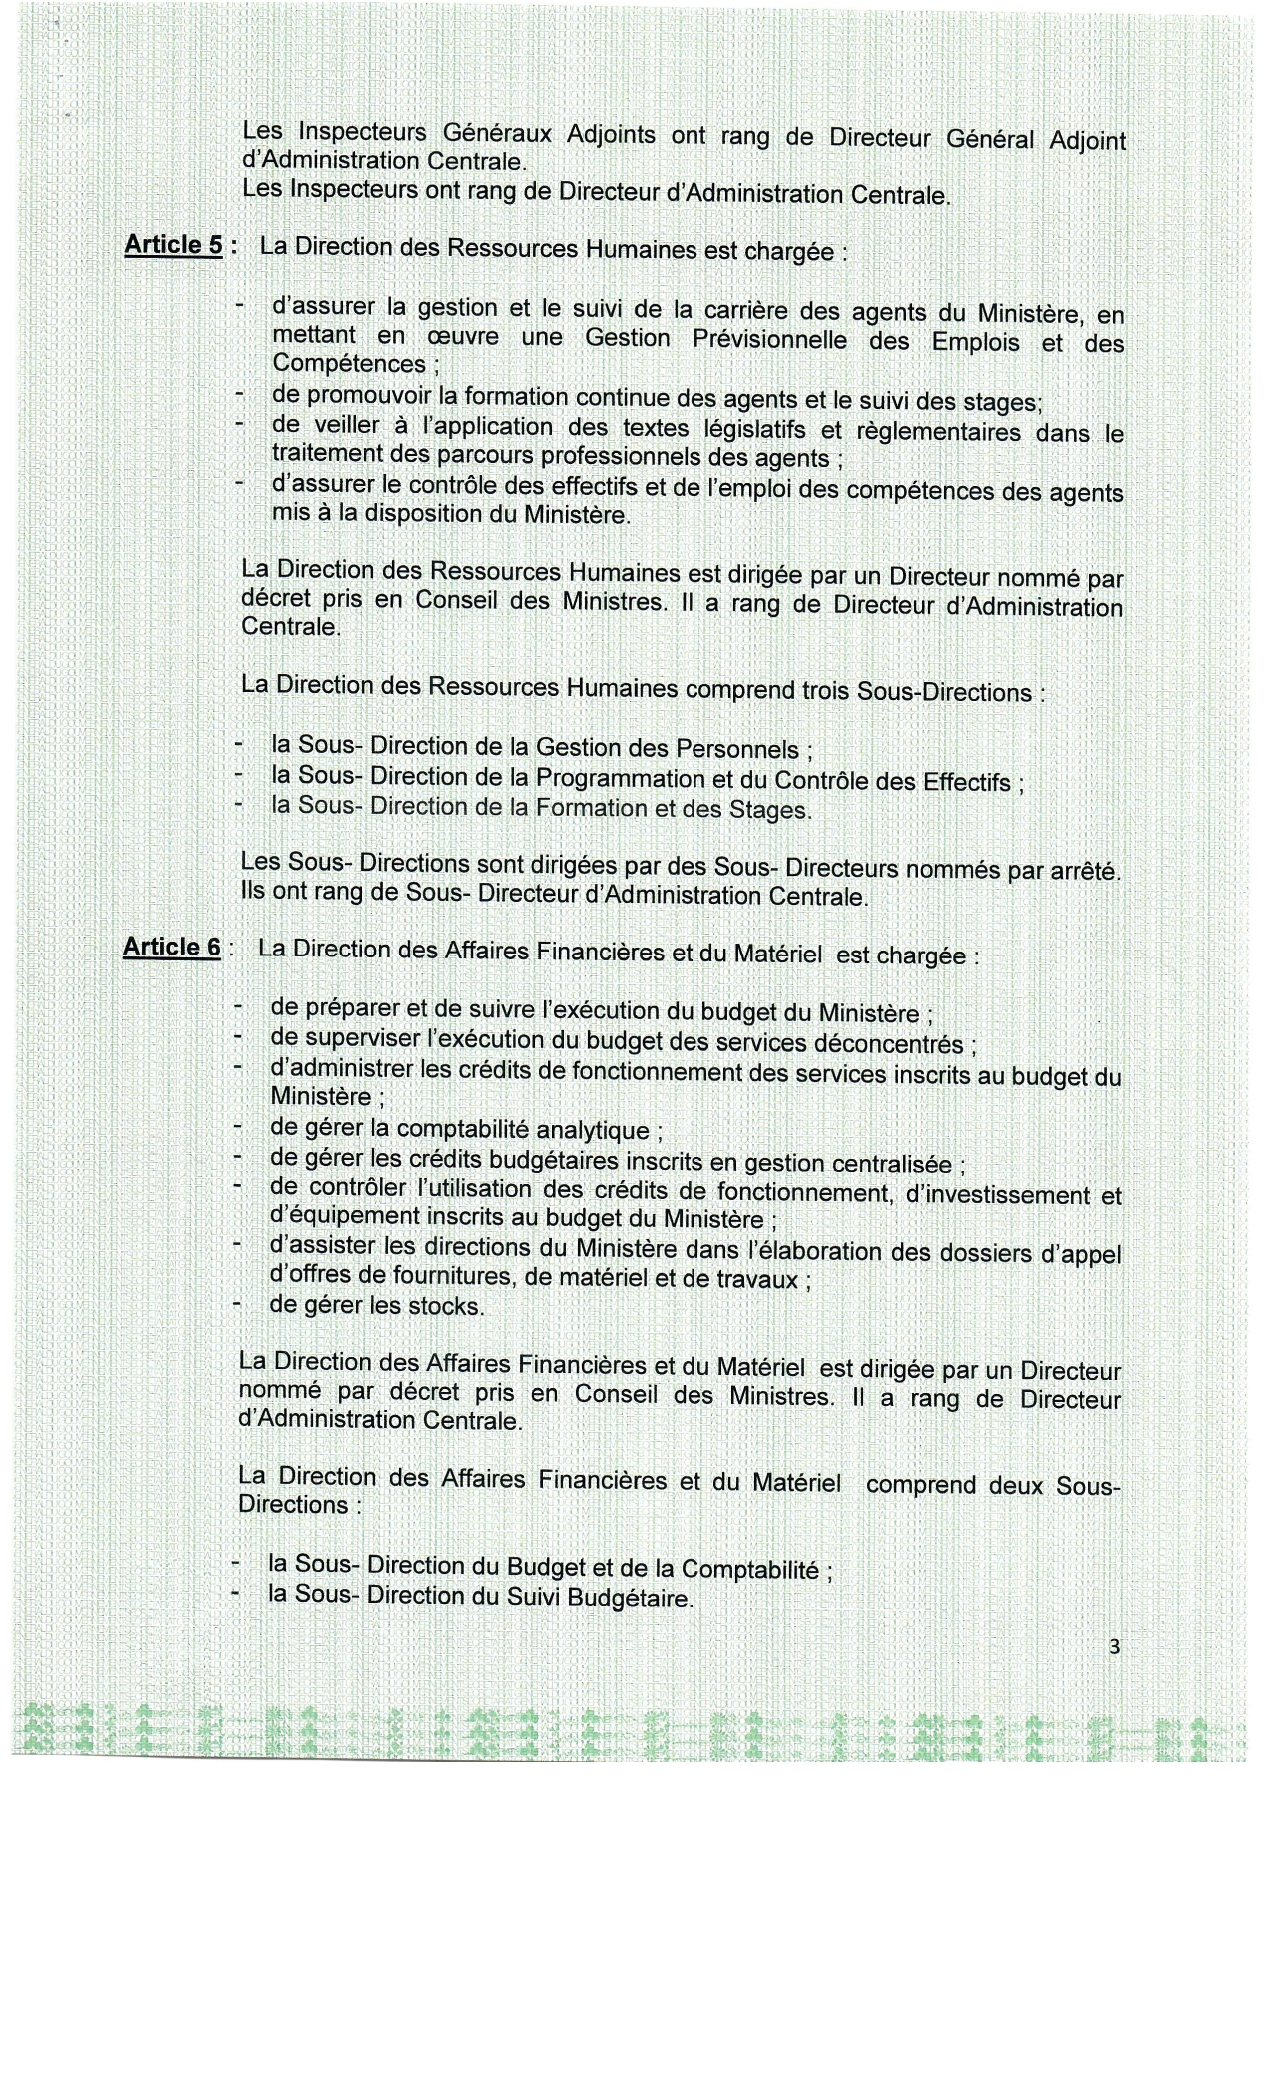 Les Inspecteurs Généraux Adjoints ont rang de Directeur Général Adjoint
d'Administration Centrale.
Les Inspecteurs ont rang de Directeur d'Administration Centrale.
Article 5 : La Direction des Ressources Humaines est chargée :
- d'assurer la gestion et le suivi de la carrière des agents du Ministère, en
mettant en œuvre une Gestion Prévisionnelle des Emplois et des
Compétences ;
- de promouvoir la formation continue des agents et le suivi des stages;
- de veiller à l'application des textes législatifs et règlementaires dans le
traitement des parcours professionnels des agents ;
- d'assurer le contrôle des effectifs et de l'emploi des compétences des agents
mis à la disposition du Ministère.
La Direction des Ressources Humaines est dirigée par un Directeur nommé par
décret pris en Conseil des Ministres. Il a rang de Directeur d'Administration
Centrale.
La Direction des Ressources Humaines comprend trois Sous-Directions :
- la Sous- Direction de la Gestion des Personnels ;
- la Sous- Direction de la Programmation et du Contrôle des Effectifs ;
- la Sous- Direction de la Formation et des Stages.
Les Sous- Directions sont dirigées par des Sous- Directeurs nommés par arrêté.
Ils ont rang de Sous- Directeur d'Administration Centrale.
Article 6 : La Direction des Affaires Financières et du Matériel est chargée :
- de préparer et de suivre l'exécution du budget du Ministère ;
- de superviser l'exécution du budget des services déconcentrés ;
- d'administrer les crédits de fonctionnement des services inscrits au budget du
Ministère ;
- de gérer la comptabilité analytique ;
- de gérer les crédits budgétaires inscrits en gestion centralisée ;
- de contrôler l'utilisation des crédits de fonctionnement, d'investissement et
d'équipement inscrits au budget du Ministère ;
- d'assister les directions du Ministère dans l'élaboration des dossiers d'appel
d'offres de fournitures, de matériel et de travaux ;
- de gérer les stocks.
La Direction des Affaires Financières et du Matériel est dirigée par un Directeur
nommé par décret pris en Conseil des Ministres. Il a rang de Directeur
d'Administration Centrale.
La Direction des Affaires Financières et du Matériel comprend deux Sous-
Directions :
- la Sous- Direction du Budget et de la Comptabilité ;
- la Sous- Direction du Suivi Budgétaire.
3